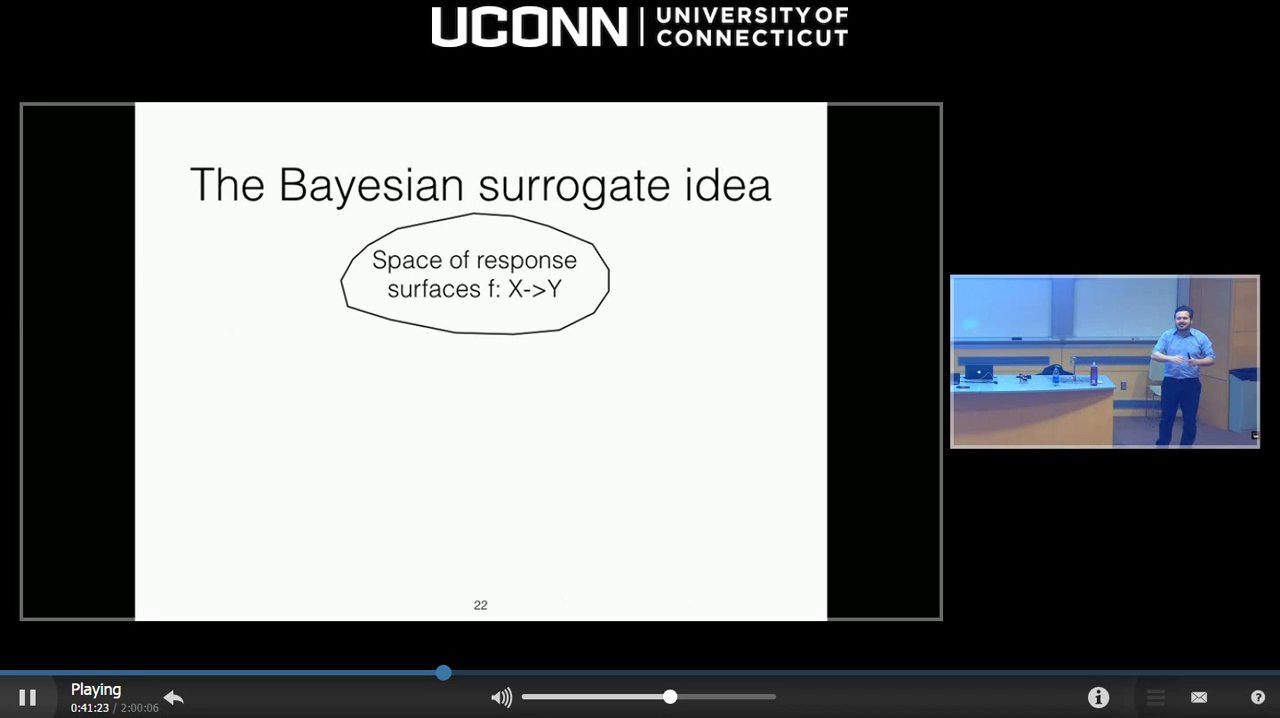 UCONN | UNIVERSITY OF
CONNECTICUT
The Bayesian surrogate idea
Space of response
surfaces f: X->Y
22
Playing
0:41:23 / 2:00:06